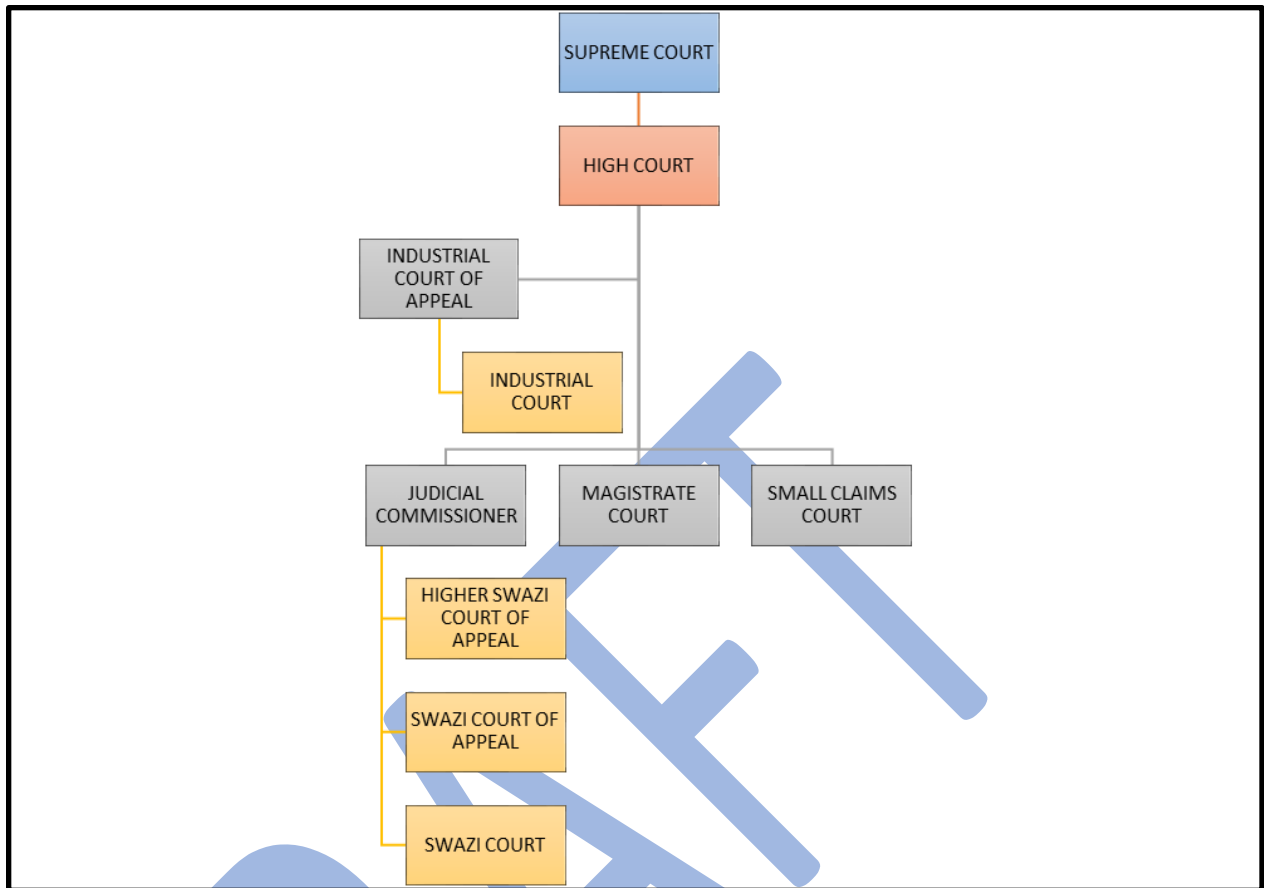 SUPREME COURT
HIGH COURT
INDUSTRIAL
COURT OF
APPEAL
INDUSTRIAL
COURT
JUDICIAL
COMMISSIONER
MAGISTRATE
COURT
SMALL CLAIMS
COURT
HIGHER SWAZI
COURT OF
APPEAL
SWAZI COURT OF
APPEAL
SWAZI COURT